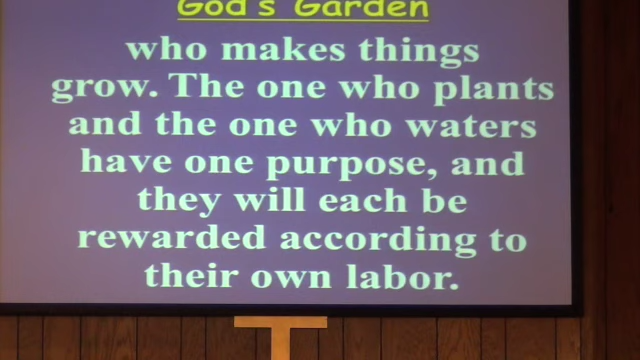 God's Garden
who makes things
grow. The one who plants
and the one who waters
have one purpose, and
they will each be
rewarded according to
their own labor.